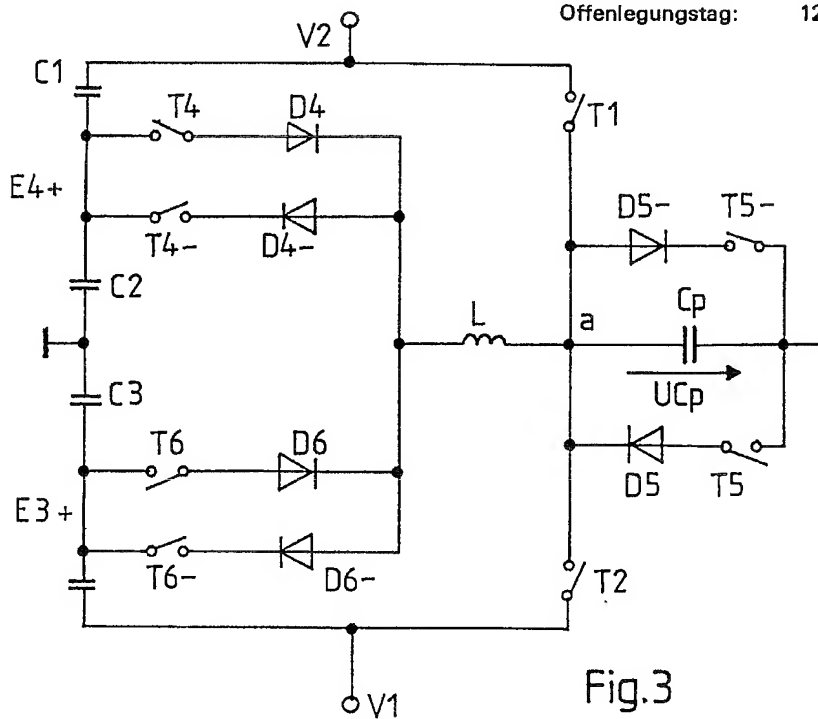 Offenlegungstag: 12
V2
C1
T4 D4
T1
E4+
D5- T5-
T4- D4-
C2
Cp
L a
UCp
C3
T6 D6
D5 T5
E3+
T6- D6-
T2
V1
Fig.3